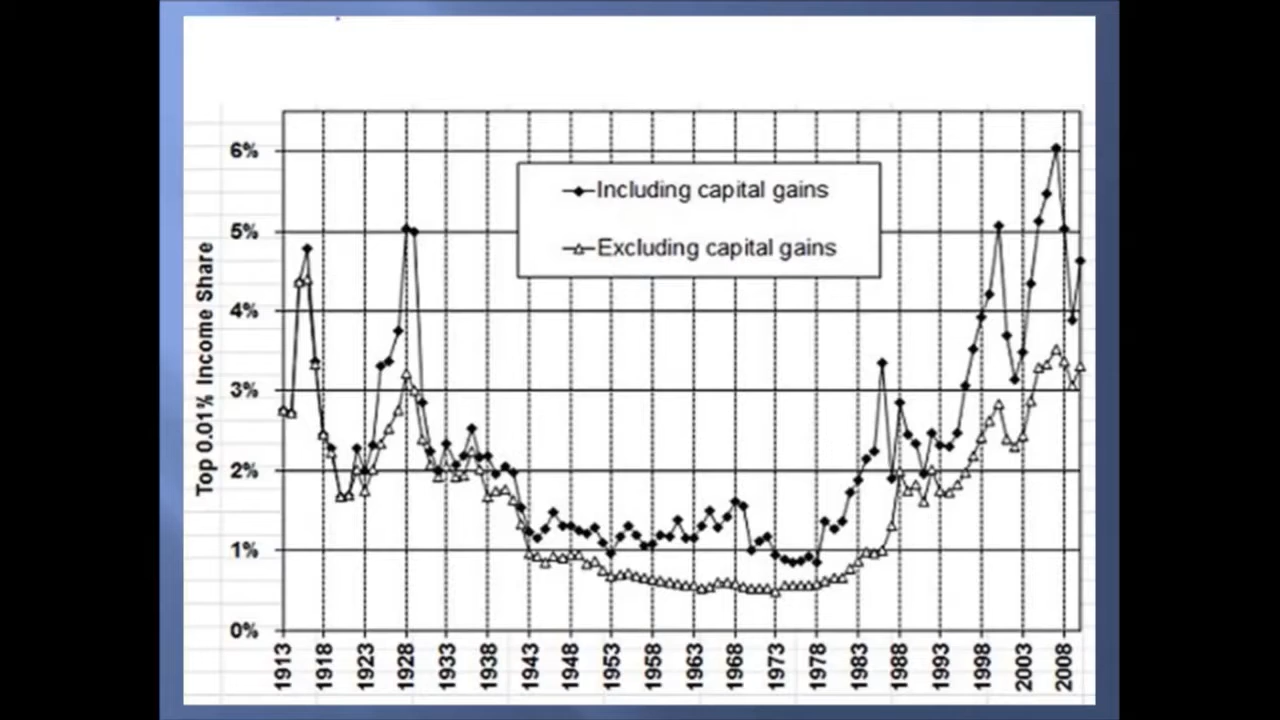 6%
5%
4%
3%
2%
1%
0%
Top 0.01% Income Share
Including capital gains
Excluding capital gains
1913 1918 1923 1928 1933 1938 1943 1948 1953 1958 1963 1968 1973 1978 1983 1988 1993 1998 2003 2008